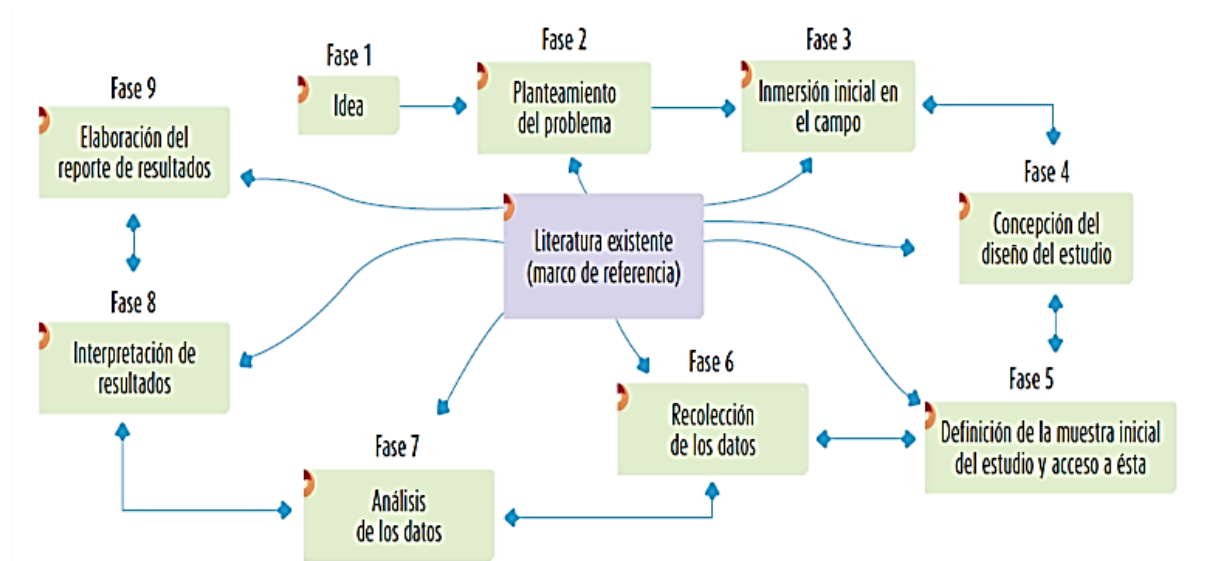 Fase 1
Idea
Fase 2
Planteamiento
del problema
Fase 3
Inmersión inicial en
el campo
Fase 4
Concepción del
diseño del estudio
Fase 5
Definición de la muestra inicial
del estudio y acceso a ésta
Fase 6
Recolección
de los datos
Fase 7
Análisis
de los datos
Fase 8
Interpretación de
resultados
Fase 9
Elaboración del
reporte de resultados
Literatura existente
(marco de referencia)